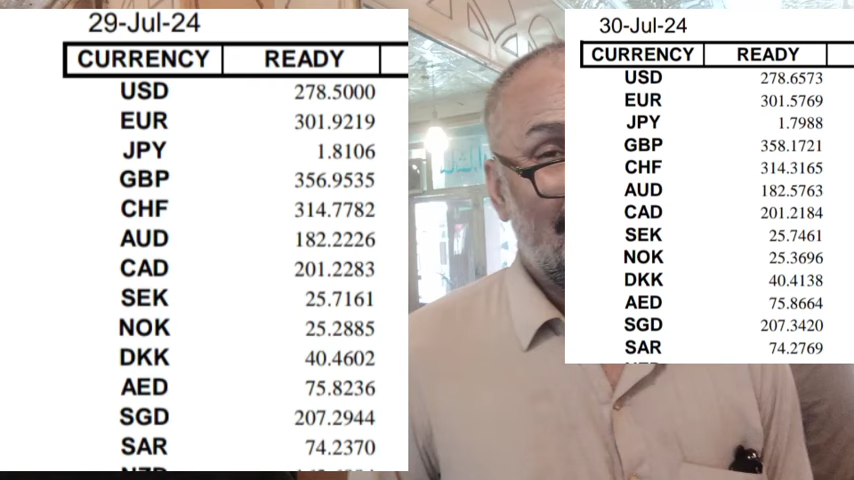 29-Jul-24
CURRENCY READY
USD 278.5000
EUR 301.9219
JPY 1.8106
GBP 356.9535
CHF 314.7782
AUD 182.2226
CAD 201.2283
SEK 25.7161
NOK 25.2885
DKK 40.4602
AED 75.8236
SGD 207.2944
SAR 74.2370
30-Jul-24
CURRENCY READY
USD 278.6573
EUR 301.5769
JPY 1.7988
GBP 358.1721
CHF 314.3165
AUD 182.5763
CAD 201.2184
SEK 25.7461
NOK 25.3696
DKK 40.4138
AED 75.8664
SGD 207.3420
SAR 74.2769